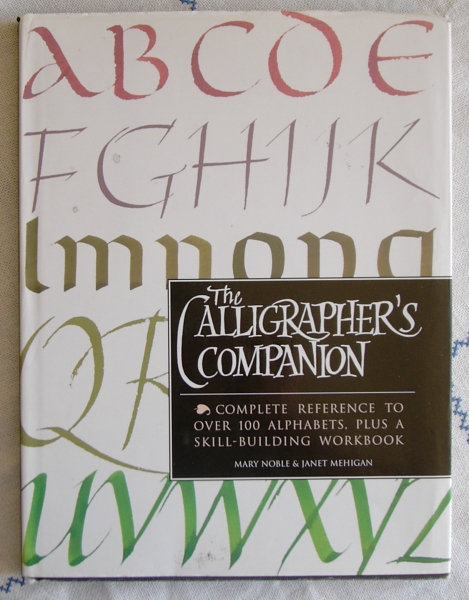 ABCDE
FGHIJK
lmnopq
QR
The
CALLIGRAPHER'S
COMPANION
COMPLETE REFERENCE TO
OVER 100 ALPHABETS, PLUS A
SKILL-BUILDING WORKBOOK
MARY NOBLE & JANET MEHIGAN
uvwxyz